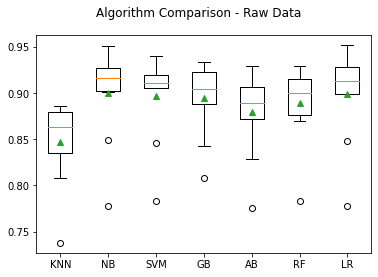 Algorithm Comparison - Raw Data
0.95
0.90
0.85
0.80
0.75
KNN NB SVM GB AB RF LR